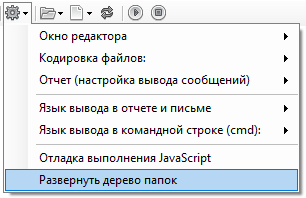 Окно редактора
Кодировка файлов:
Отчет (настройка вывода сообщений)
Язык вывода в отчете и письме
Язык вывода в командной строке (cmd):
Отладка выполнения JavaScript
Развернуть дерево папок